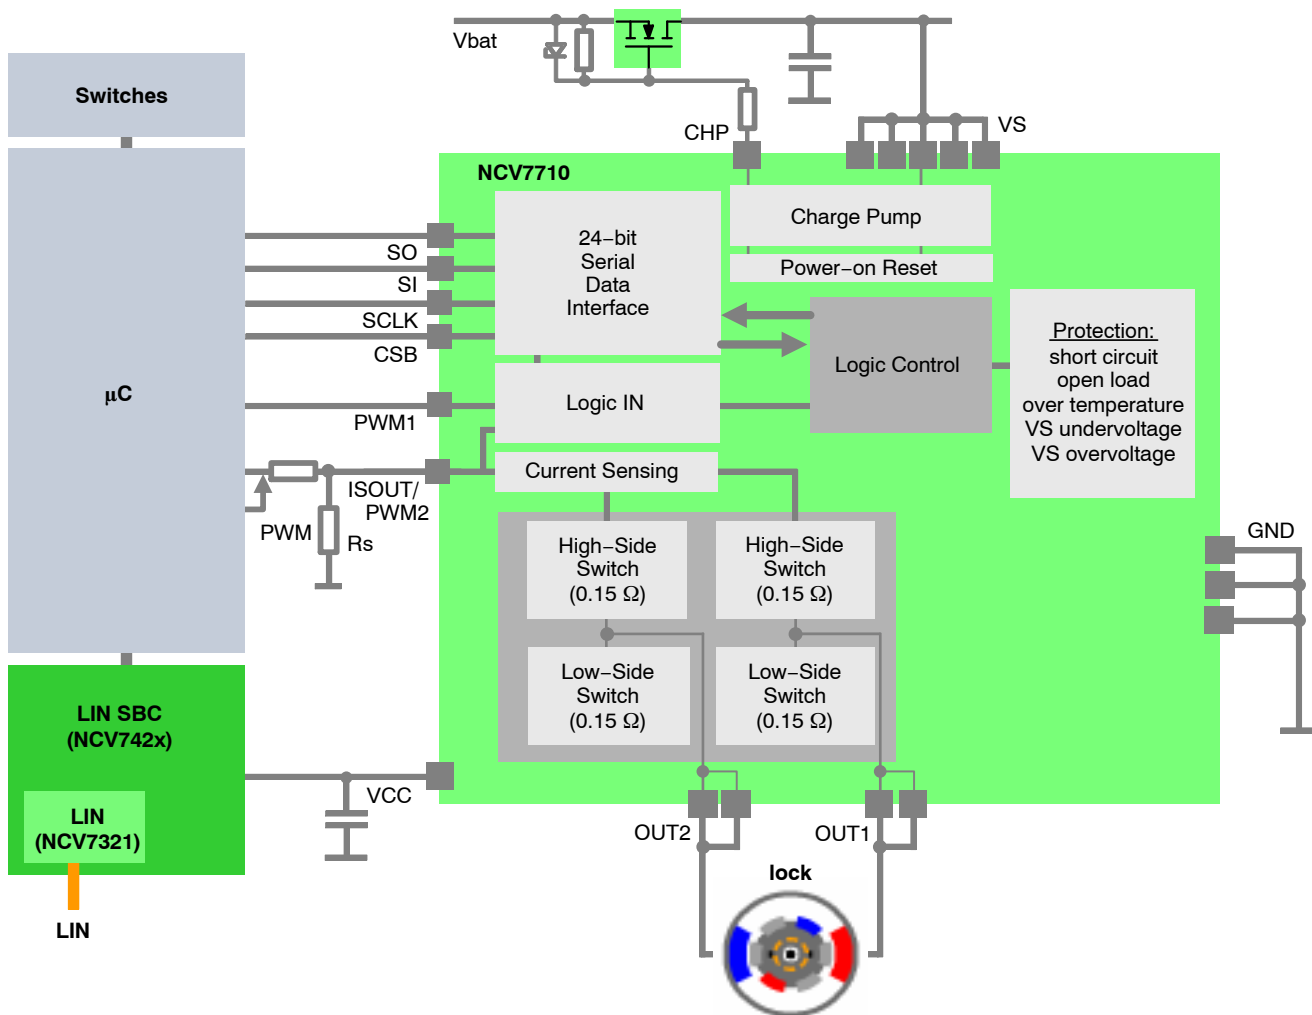 Vbat
Switches
CHP
VS
NCV7710
24−bit
Serial
Data
Interface
Charge Pump
Power−on Reset
SO
SI
SCLK
CSB
μC
Logic IN
Logic Control
Protection:
short circuit
open load
over temperature
VS undervoltage
VS overvoltage
PWM1
Current Sensing
ISOUT/
PWM2
PWM
Rs
GND
High−Side
Switch
(0.15 Ω)
High−Side
Switch
(0.15 Ω)
Low−Side
Switch
(0.15 Ω)
Low−Side
Switch
(0.15 Ω)
LIN SBC
(NCV742x)
VCC
LIN
(NCV7321)
OUT2
OUT1
lock
LIN